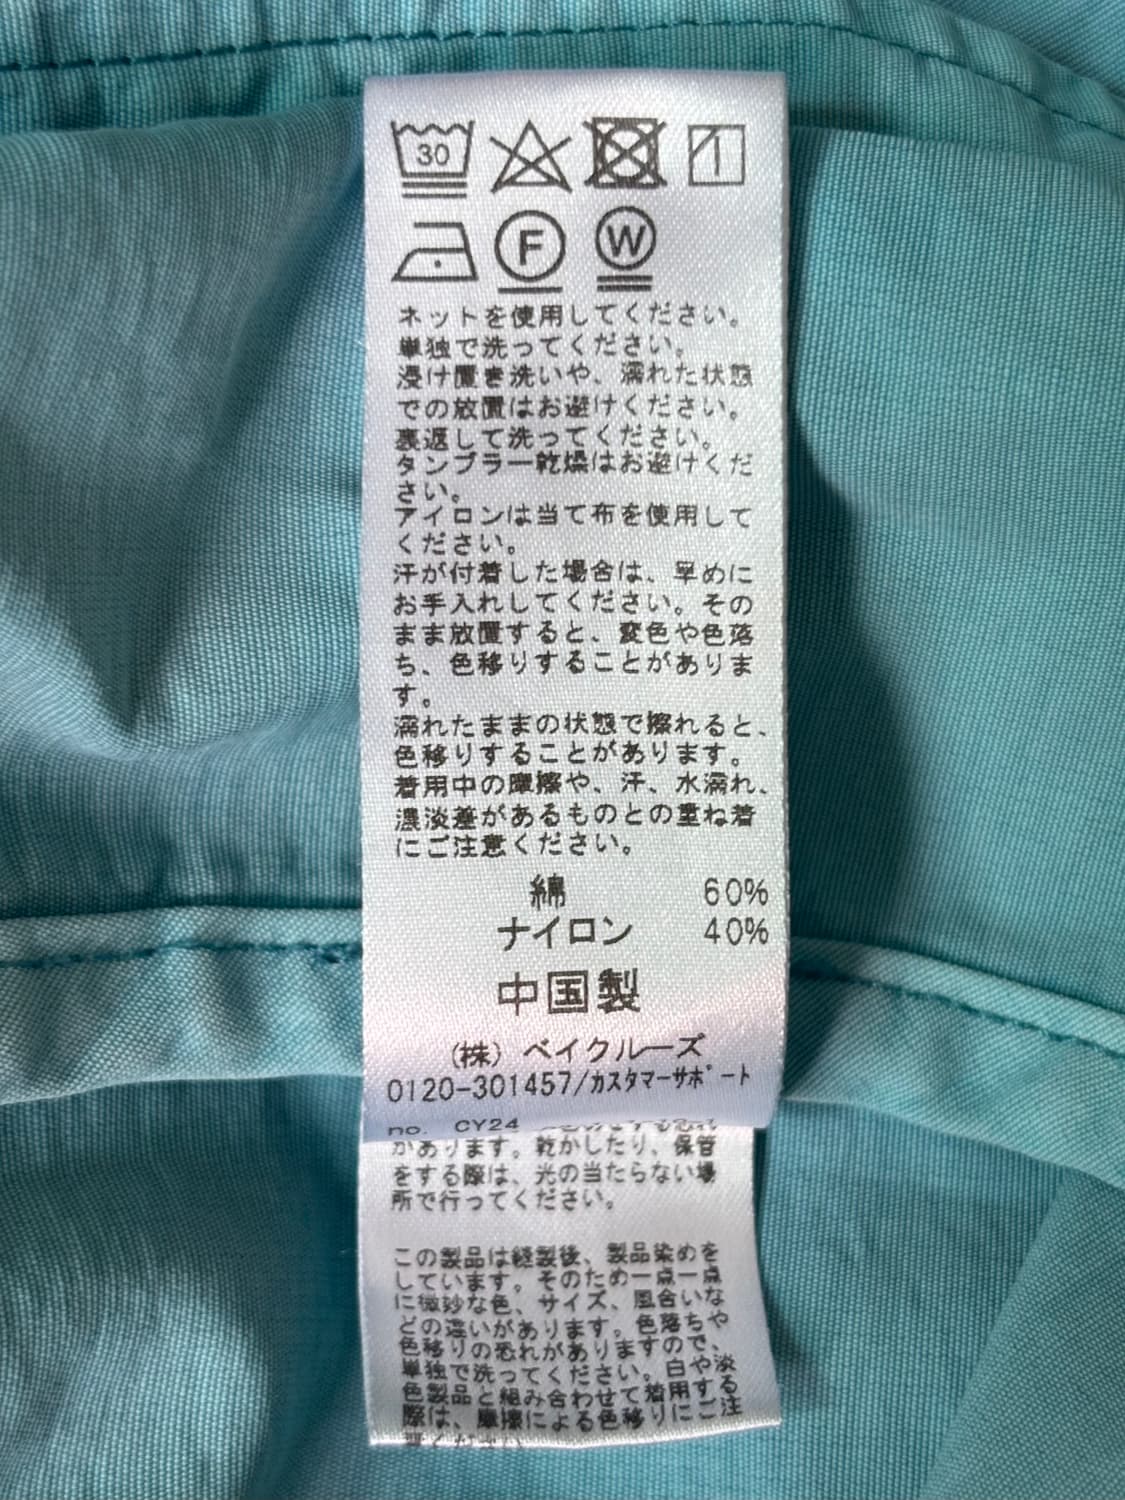 30
F W
ネットを使用してください。
単独で洗ってください。
浸け置き洗いや、濡れた状態
での放置はお避けください。
裏返して洗ってください。
タンブラー乾燥はお避けくだ
さい。
アイロンは当て布を使用して
ください。
汗が付着した場合は、早めに
お手入れしてください。その
まま放置すると、変色や色落
ち、色移りすることがありま
す。
濡れたままの状態で擦れると、
色移りすることがあります。
着用中の摩擦や、汗、水濡れ、
濃淡差があるものとの重ね着
にご注意ください。
綿 60%
ナイロン 40%
中国製
(株) ベイクルーズ
0120-301457/カスタマーサポート
no. CY24
があります。乾かしたり、保管
をする際は、光の当たらない場
所で行ってください。
この製品は縫製後、製品染めを
しています。そのため一点一点
に微妙な色、サイズ、風合いな
どの違いがあります。色落ちや
色移りの恐れがありますので、
単独で洗ってください。白や淡
色製品と組み合わせて着用する
際は、摩擦による色移りにご注